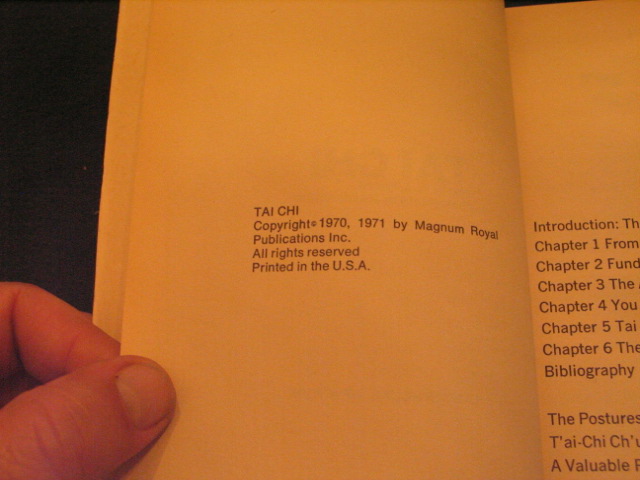 TAI CHI
Copyright© 1970, 1971 by Magnum Royal
Publications Inc.
All rights reserved
Printed in the U.S.A.
Introduction: Th
Chapter 1 From
Chapter 2 Fund
Chapter 3 The
Chapter 4 You
Chapter 5 Tai
Chapter 6 The
Bibliography
The Postures
T'ai-Chi Ch'u
A Valuable